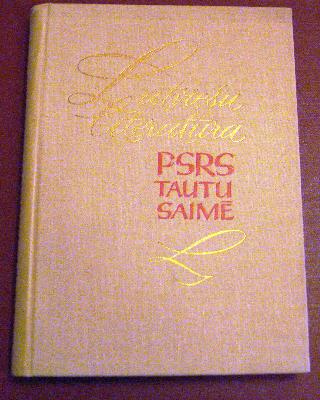 Latviešu
literatūra
PSRS
TAUTU
SAIMĒ
L